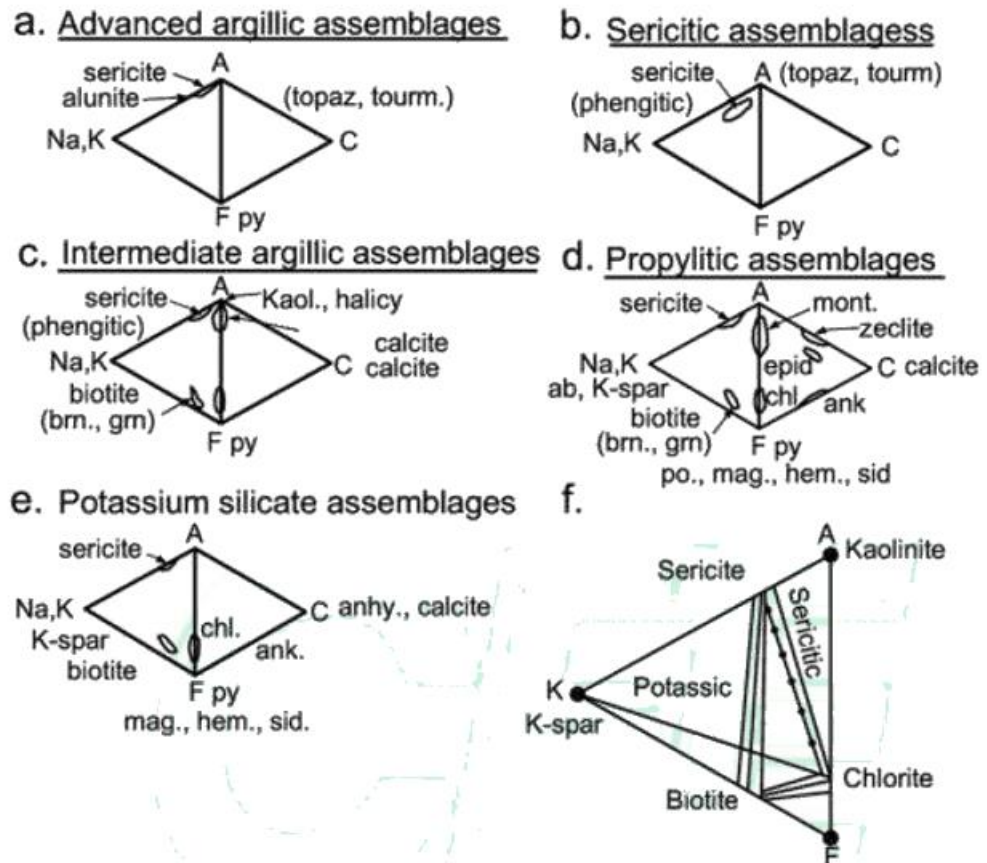 a. Advanced argillic assemblages
sericite
alunite
A
(topaz, tourm.)
Na,K
C
F py
b. Sericitic assemblagess
sericite
(phengitic)
A (topaz, tourm)
Na,K
C
F py
c. Intermediate argillic assemblages
sericite
(phengitic)
A
Kaol., halicy
calcite
Na,K
C calcite
biotite
(brn., grn)
F py
d. Propylitic assemblages
sericite
A
mont.
zeclite
Na,K
epid
C calcite
ab, K-spar
chl
ank
biotite
(brn., grn)
F py
po., mag., hem., sid
e. Potassium silicate assemblages
A
sericite
Na,K
C anhy., calcite
K-spar
chl.
biotite
ank.
F py
mag., hem., sid.
f.
A
Kaolinite
Sericite
Sericitic
K
Potassic
K-spar
Chlorite
Biotite
F